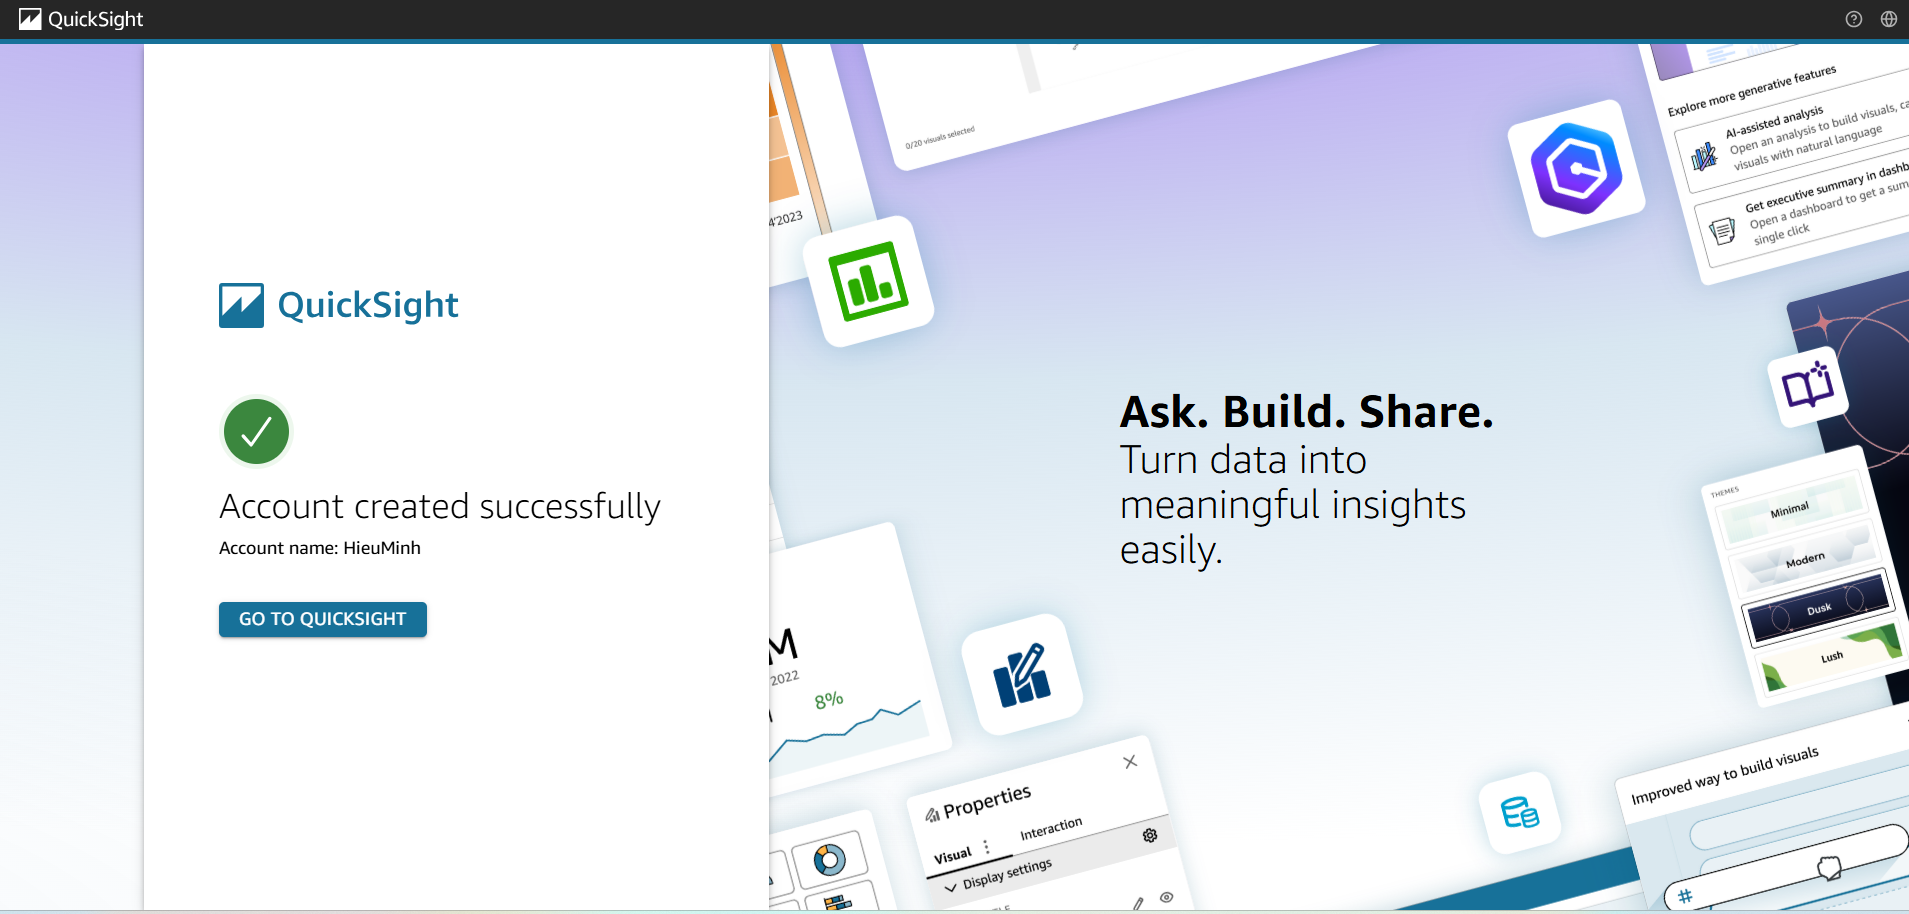 QuickSight
QuickSight
Account created successfully
Account name: HieuMinh
GO TO QUICKSIGHT
0/20 visuals selected
4'2023
Explore more generative features
AI-assisted analysis
Open an analysis to build visuals, ca
visuals with natural language
Get executive summary in dashb
Open a dashboard to get a sum
single click
Ask. Build. Share.
Turn data into
meaningful insights
easily.
THEMES
Minimal
Modern
Dusk
Lush
M
2022
8%
Properties
Visual
Interaction
Display settings
Improved way to build visuals
#